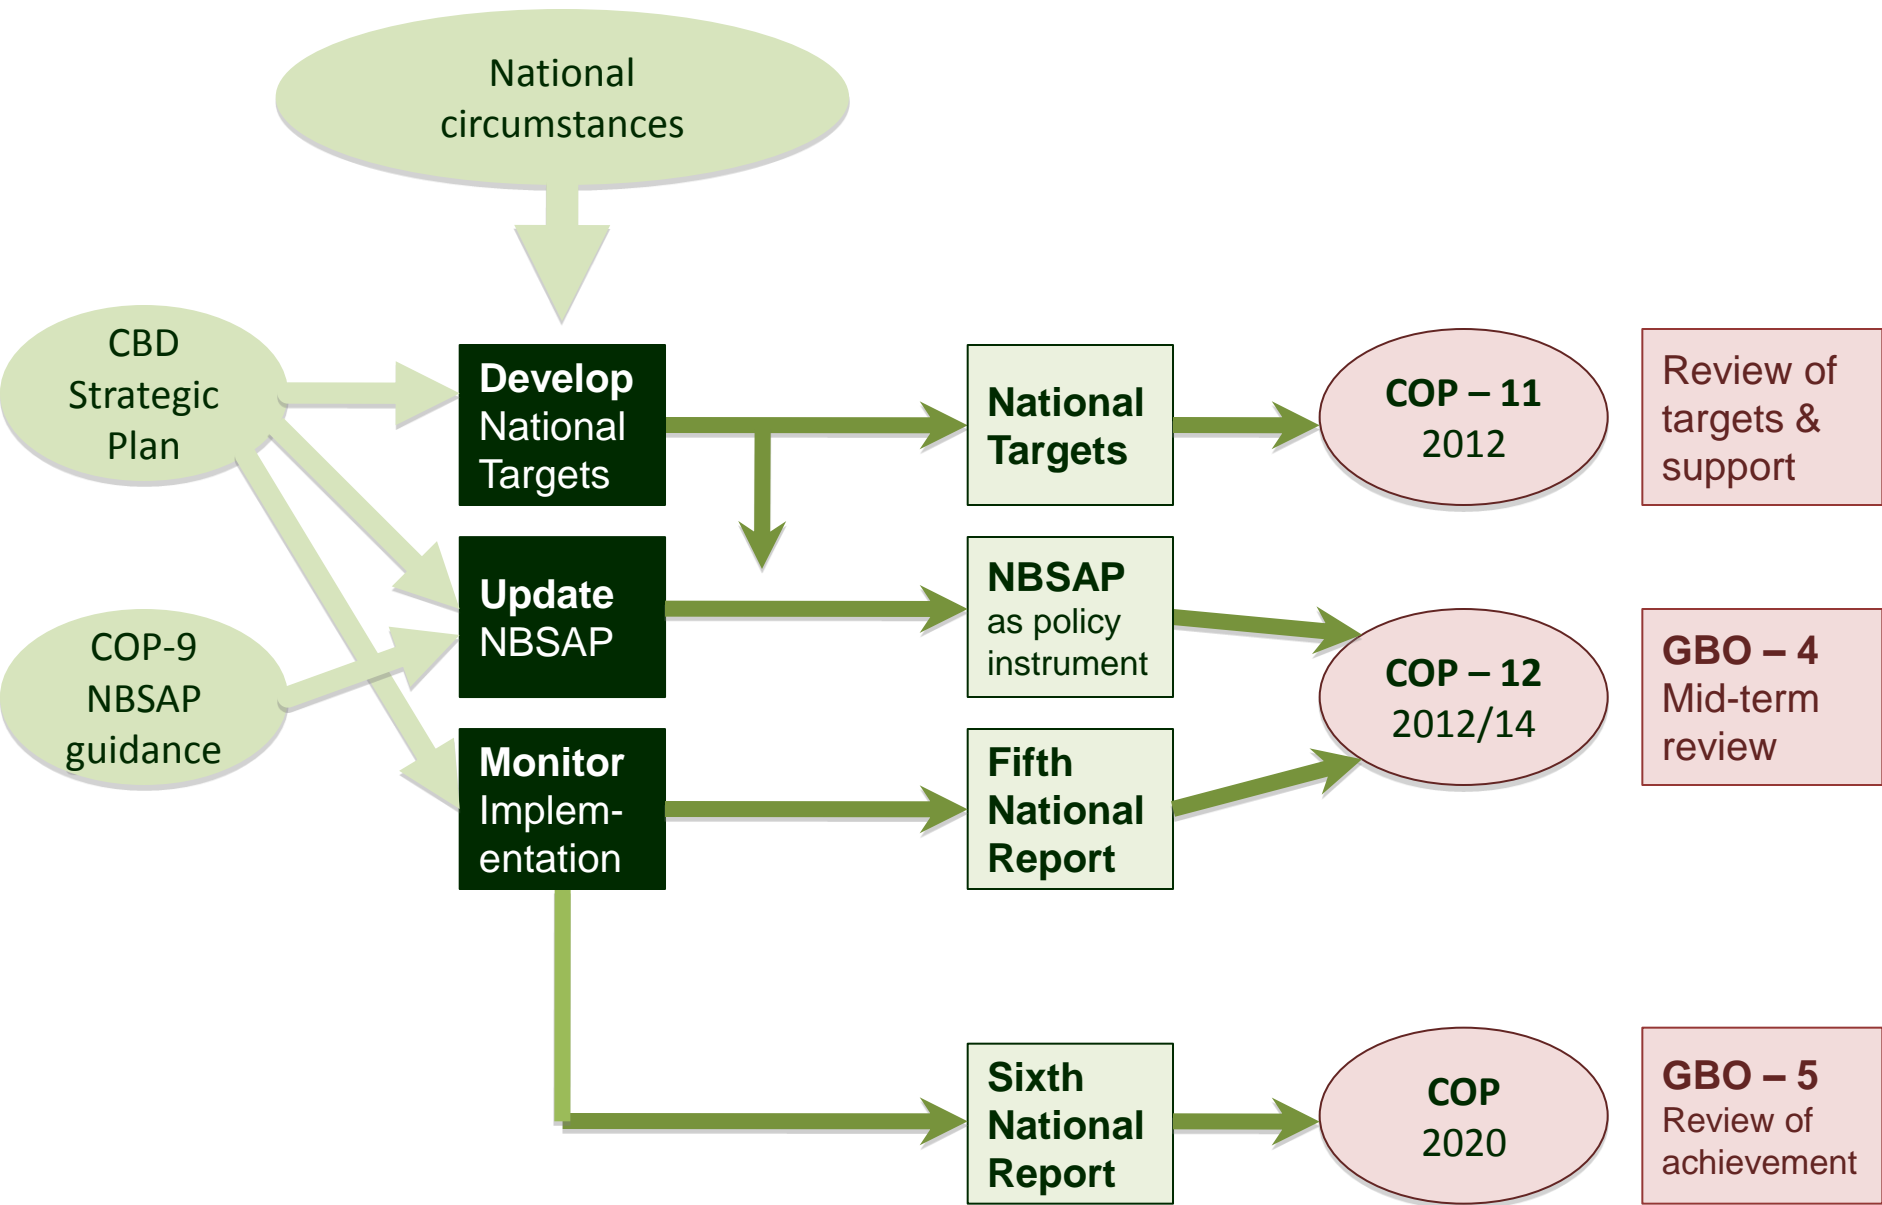 National
circumstances
CBD
Strategic
Plan
COP-9
NBSAP
guidance
Develop
National
Targets
Update
NBSAP
Monitor
Implem-
entation
National
Targets
NBSAP
as policy
instrument
Fifth
National
Report
Sixth
National
Report
COP – 11
2012
COP – 12
2012/14
COP
2020
Review of
targets &
support
GBO – 4
Mid-term
review
GBO – 5
Review of
achievement